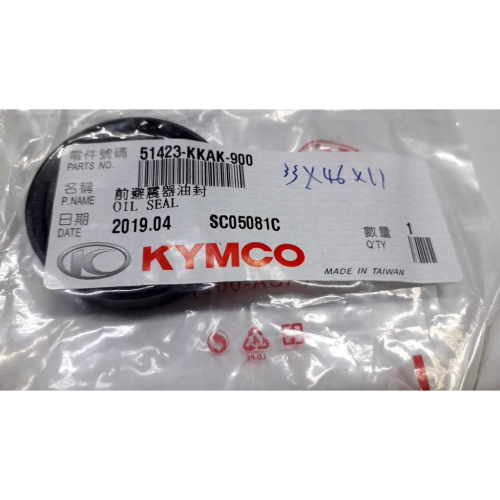 零件號碼 51423-KKAK-900
PARTS NO.
33X46X11
名稱 前避震器油封
P.NAME OIL SEAL
日期 2019.04 SC05081C
DATE
數量 1
Q'TY
KYMCO
MADE IN TAIWAN